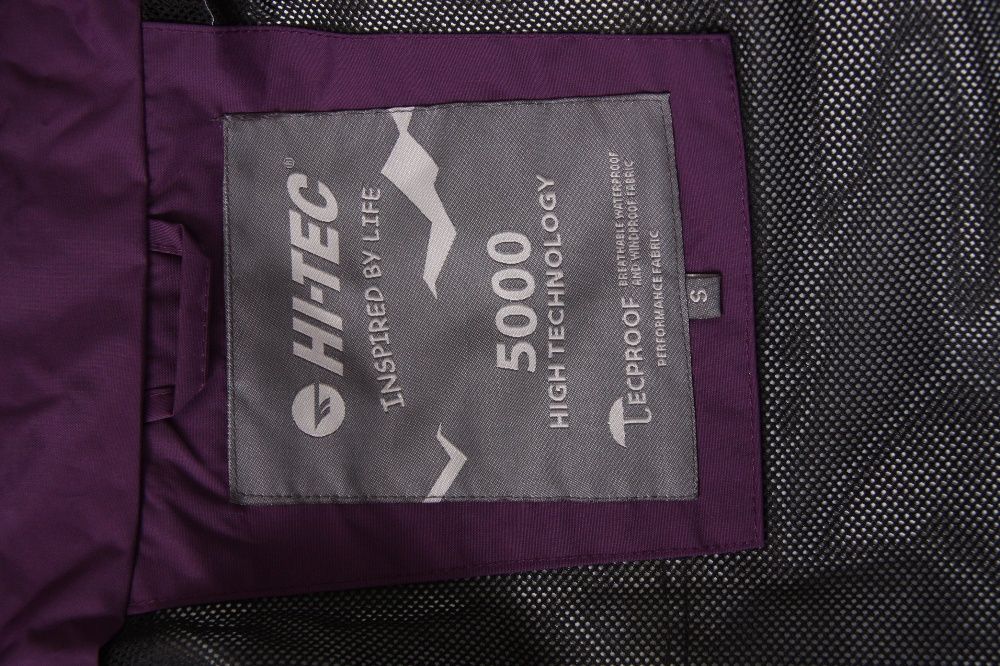 HI-TEC®
INSPIRED BY LIFE
5000
HIGH TECHNOLOGY
TECPROOF BREATHABLE WATERPROOF
AND WINDPROOF FABRIC
PERFORMANCE FABRIC
S